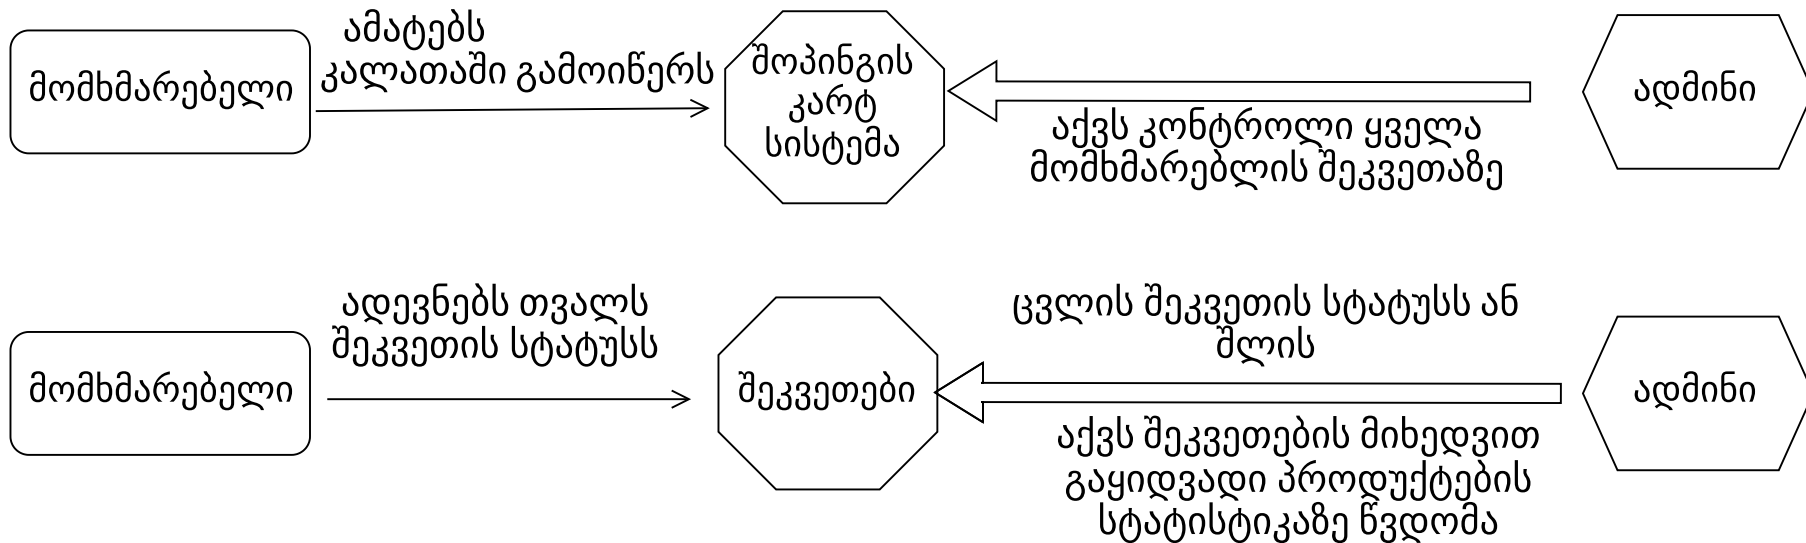 ამატებს
კალათაში გამოიწერს
მომხმარებელი
შოპინგის
კარტ
სისტემა
ადმინი
აქვს კონტროლი ყველა
მომხმარებლის შეკვეთაზე
ადევნებს თვალს
შეკვეთის სტატუსს
ცვლის შეკვეთის სტატუსს ან
შლის
მომხმარებელი
შეკვეთები
ადმინი
აქვს შეკვეთების მიხედვით
გაყიდვადი პროდუქტების
სტატისტიკაზე წვდომა